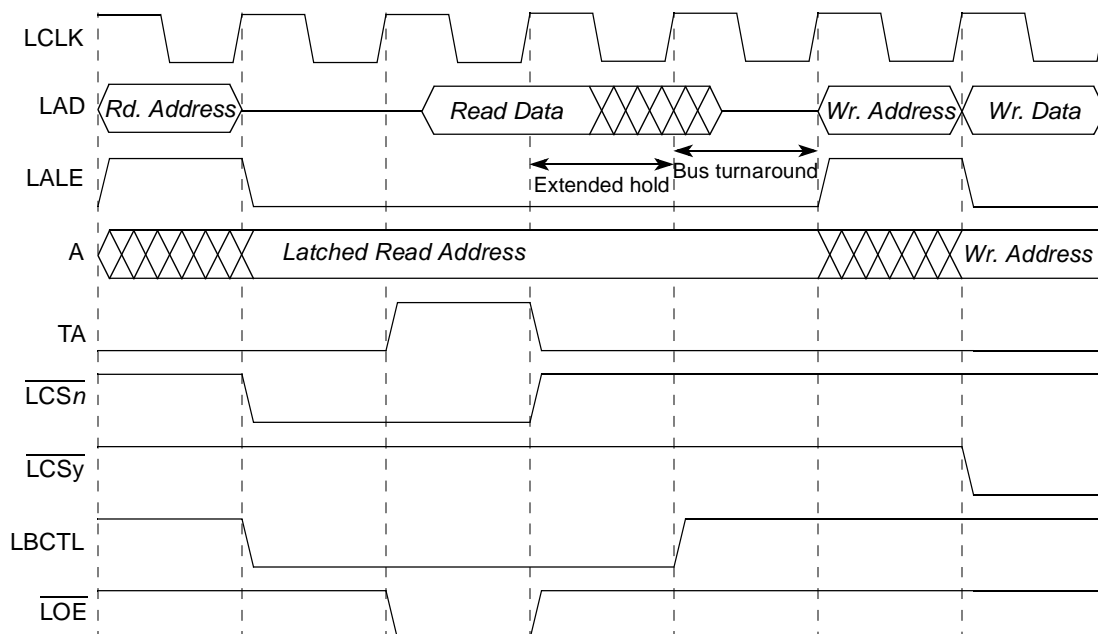 LCLK
LAD Rd. Address Read Data Wr. Address Wr. Data
LALE Extended hold Bus turnaround
A Latched Read Address Wr. Address
TA
LCSn
LCSy
LBCTL
LOE